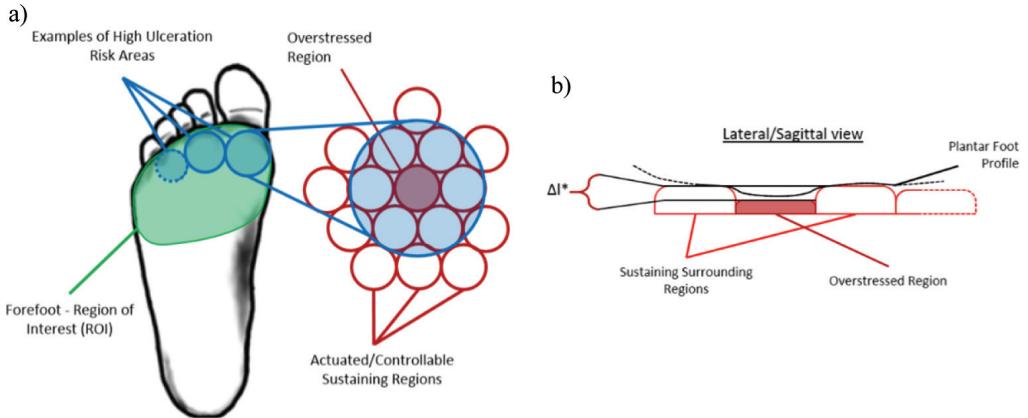 a)
Examples of High Ulceration
Risk Areas
Overstressed
Region
Forefoot - Region of
Interest (ROI)
Actuated/Controllable
Sustaining Regions
b)
Lateral/Sagittal view
Plantar Foot
Profile
Δl*
Sustaining Surrounding
Regions
Overstressed Region